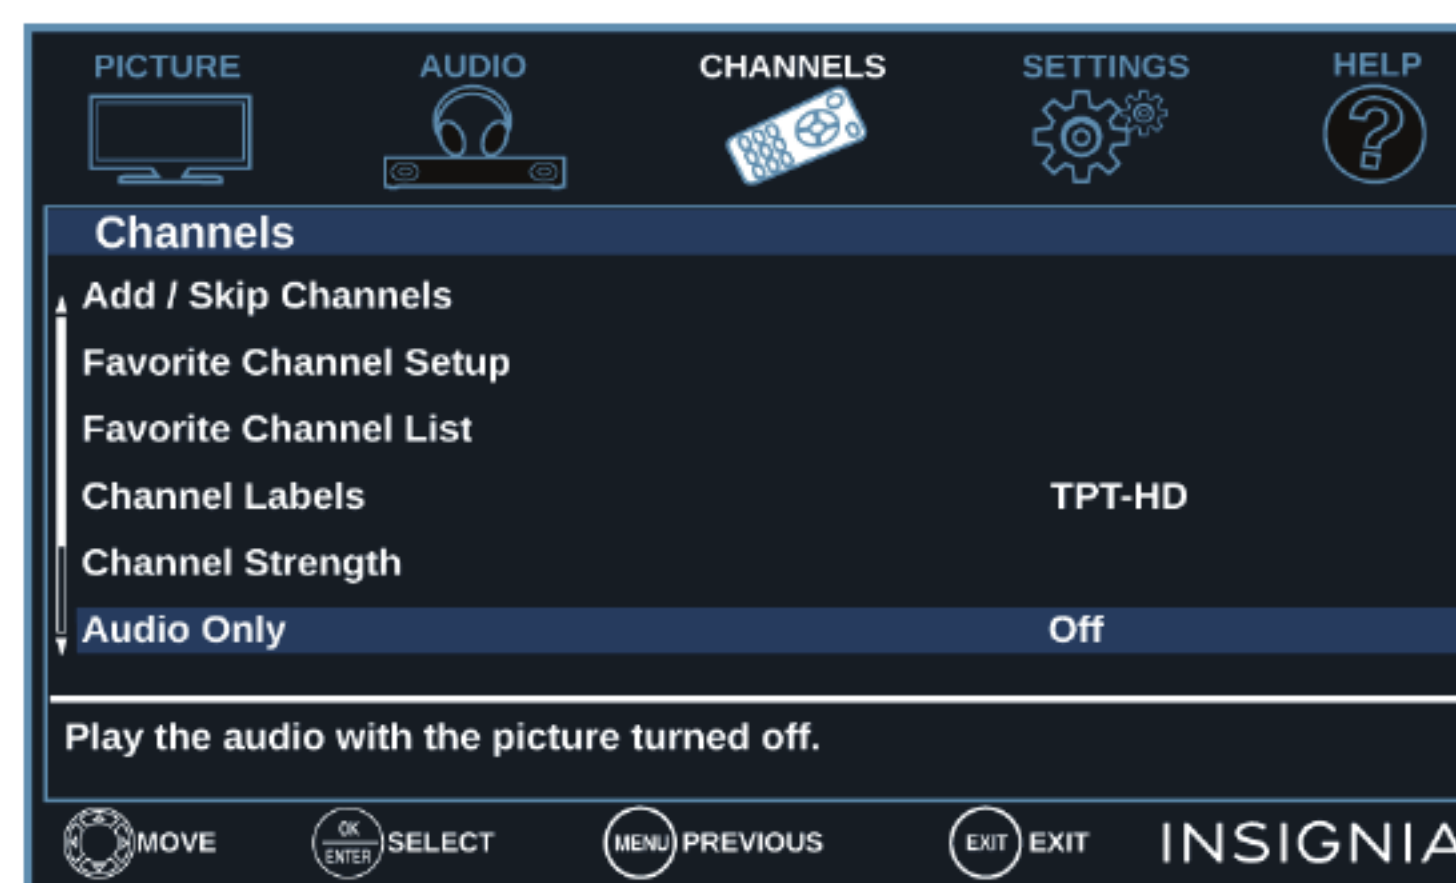 PICTURE AUDIO CHANNELS SETTINGS HELP
Channels
Add / Skip Channels
Favorite Channel Setup
Favorite Channel List
Channel Labels TPT-HD
Channel Strength
Audio Only Off
Play the audio with the picture turned off.
MOVE OK ENTER SELECT MENU PREVIOUS EXIT EXIT INSIGNIA